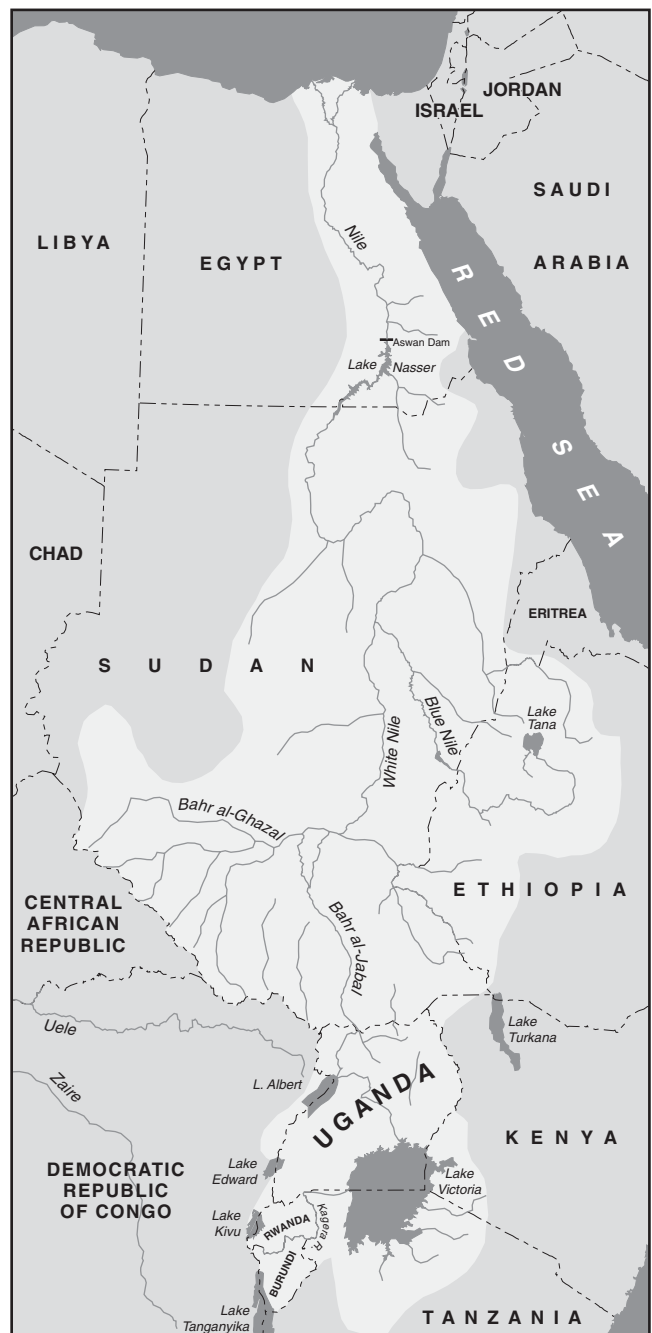 JORDAN
ISRAEL
SAUDI
ARABIA
LIBYA
EGYPT
Nile
RED SEA
Aswan Dam
Lake Nasser
CHAD
ERITREA
SUDAN
Lake
Tana
Blue Nile
White Nile
Bahr al-Ghazal
ETHIOPIA
CENTRAL
AFRICAN
REPUBLIC
Bahr al-Jabal
Uele
Lake
Turkana
Zaire
L. Albert
UGANDA
KENYA
DEMOCRATIC
REPUBLIC
OF CONGO
Lake
Edward
Lake
Victoria
Lake
Kivu
RWANDA
Kagera R.
BURUNDI
Lake
Tanganyika
TANZANIA